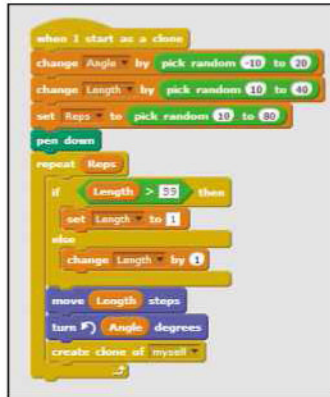 when I start as a clone
change Angle by pick random -10 to 20
change Length by pick random 10 to 40
set Reps to pick random 10 to 80
pen down
repeat Reps
if Length > 99 then
set Length to 1
else
change Length by 1
move Length steps
turn Angle degrees
create clone of myself